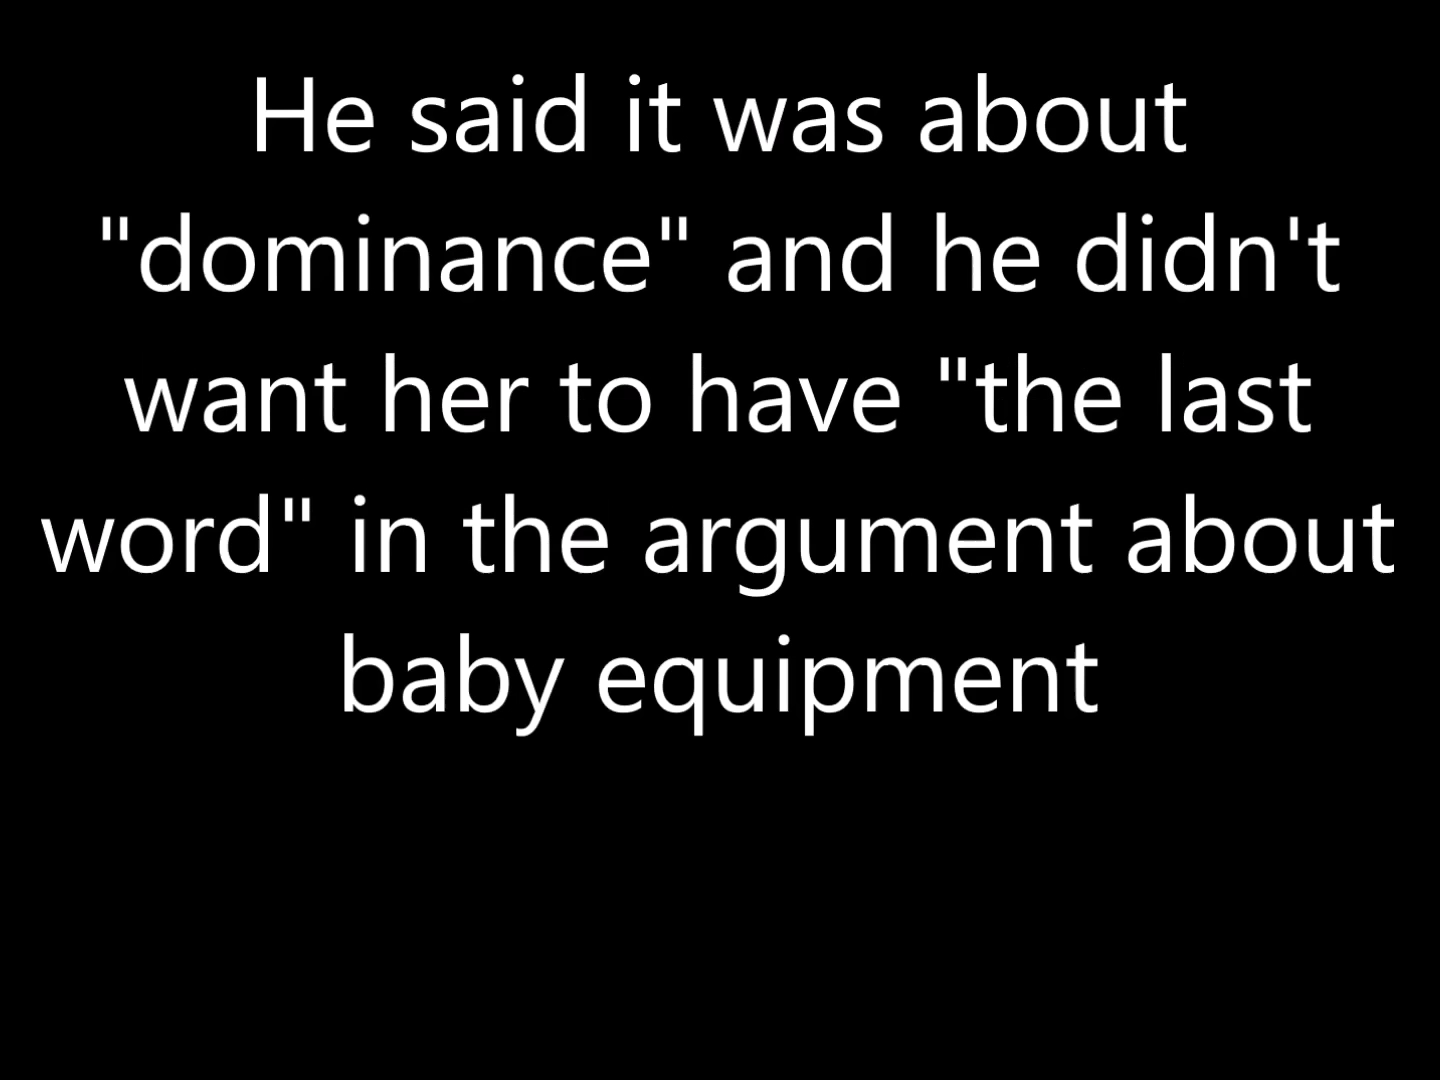 He said it was about
"dominance" and he didn't
want her to have "the last
word" in the argument about
baby equipment